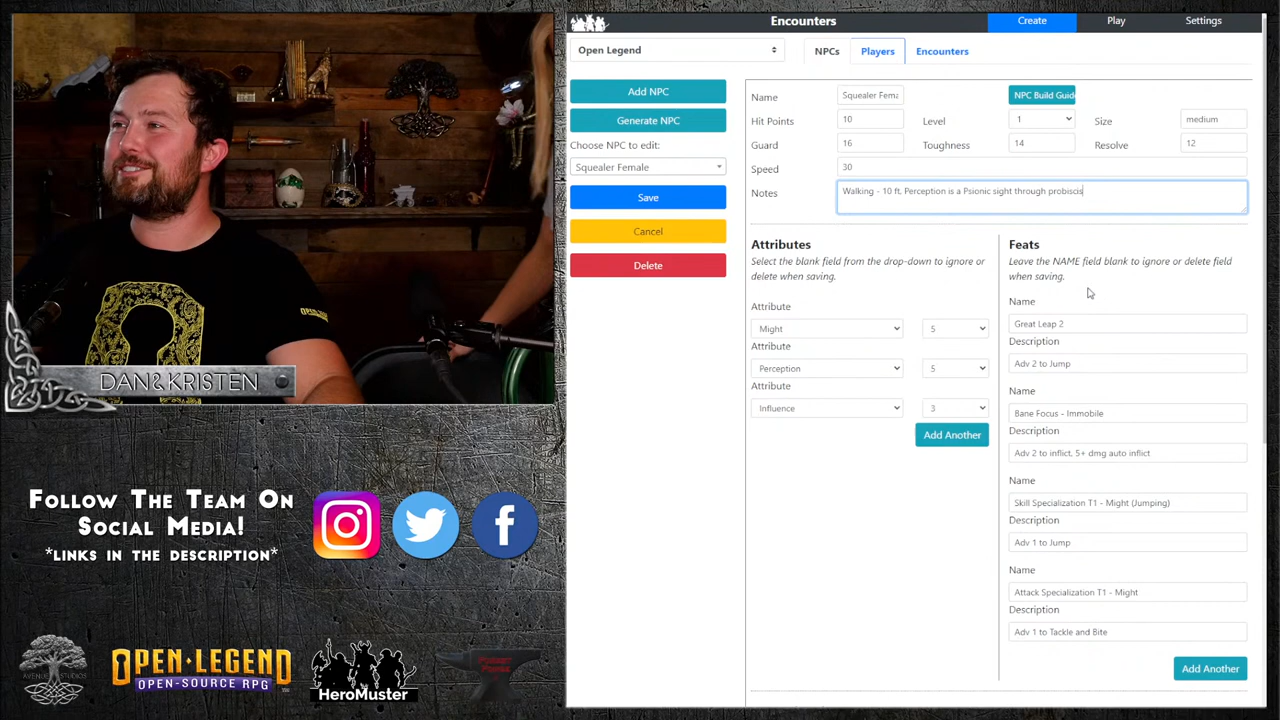 Encounters
Create
Play
Settings
Open Legend
NPCs
Players
Encounters
Add NPC
Generate NPC
Choose NPC to edit:
Squealer Female
Save
Cancel
Delete
Name
Squealer Fema
NPC Build Guid
Hit Points
10
Level
1
Size
medium
Guard
16
Toughness
14
Resolve
12
Speed
30
Notes
Walking - 10 ft, Perception is a Psionic sight through probiscis
Attributes
Select the blank field from the drop-down to ignore or
delete when saving.
Attribute
Might
5
Attribute
Perception
5
Attribute
Influence
3
Add Another
Feats
Leave the NAME field blank to ignore or delete field
when saving.
Name
Great Leap 2
Description
Adv 2 to Jump
Name
Bane Focus - Immobile
Description
Adv 2 to inflict, 5+ dmg auto inflict
Name
Skill Specialization T1 - Might (Jumping)
Description
Adv 1 to Jump
Name
Attack Specialization T1 - Might
Description
Adv 1 to Tackle and Bite
Add Another
DAN & KRISTEN
Follow The Team On
Social Media!
*Links in the description*
OPEN LEGEND
OPEN-SOURCE RPG
HeroMuster